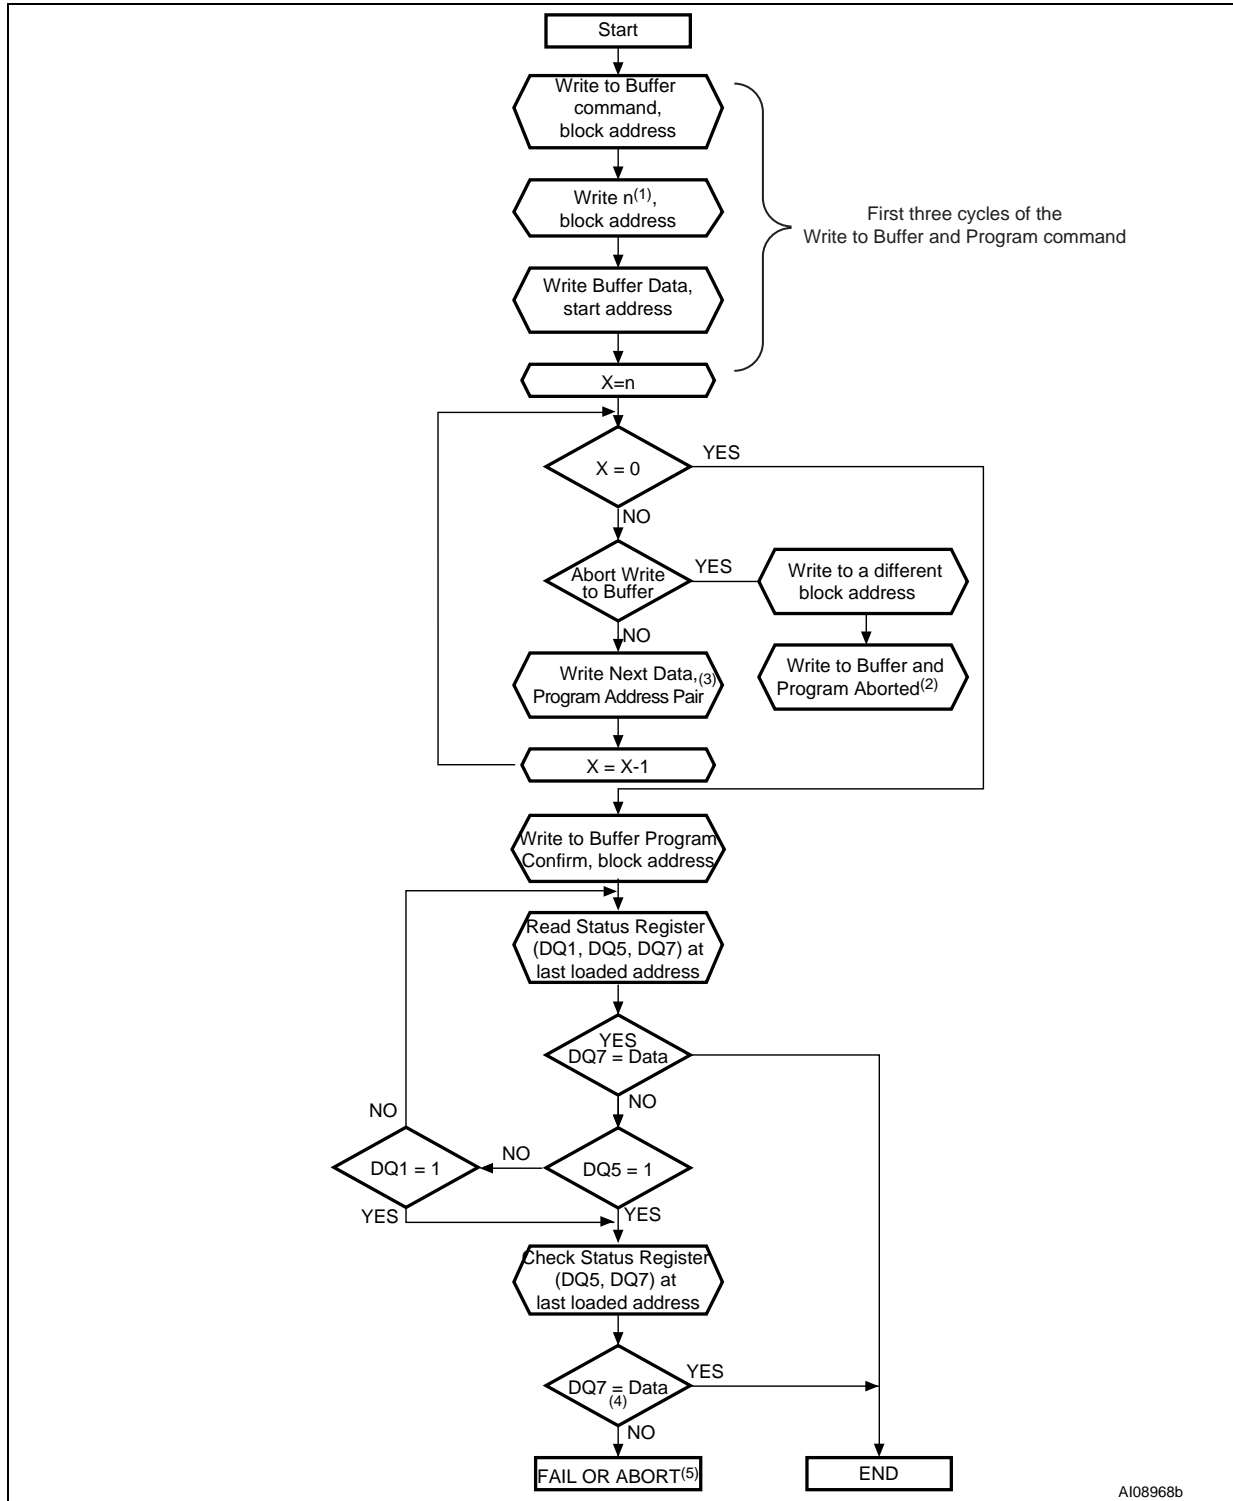 Start
Write to Buffer
command,
block address
Write n(1),
block address
First three cycles of the
Write to Buffer and Program command
Write Buffer Data,
start address
X=n
X = 0
YES
NO
Abort Write
to Buffer
YES
Write to a different
block address
NO
Write Next Data,(3)
Program Address Pair
Write to Buffer and
Program Aborted(2)
X = X-1
Write to Buffer Program
Confirm, block address
Read Status Register
(DQ1, DQ5, DQ7) at
last loaded address
YES
DQ7 = Data
NO
NO
DQ1 = 1
NO
DQ5 = 1
YES
YES
Check Status Register
(DQ5, DQ7) at
last loaded address
DQ7 = Data
(4)
YES
NO
FAIL OR ABORT(5)
END
AI08968b